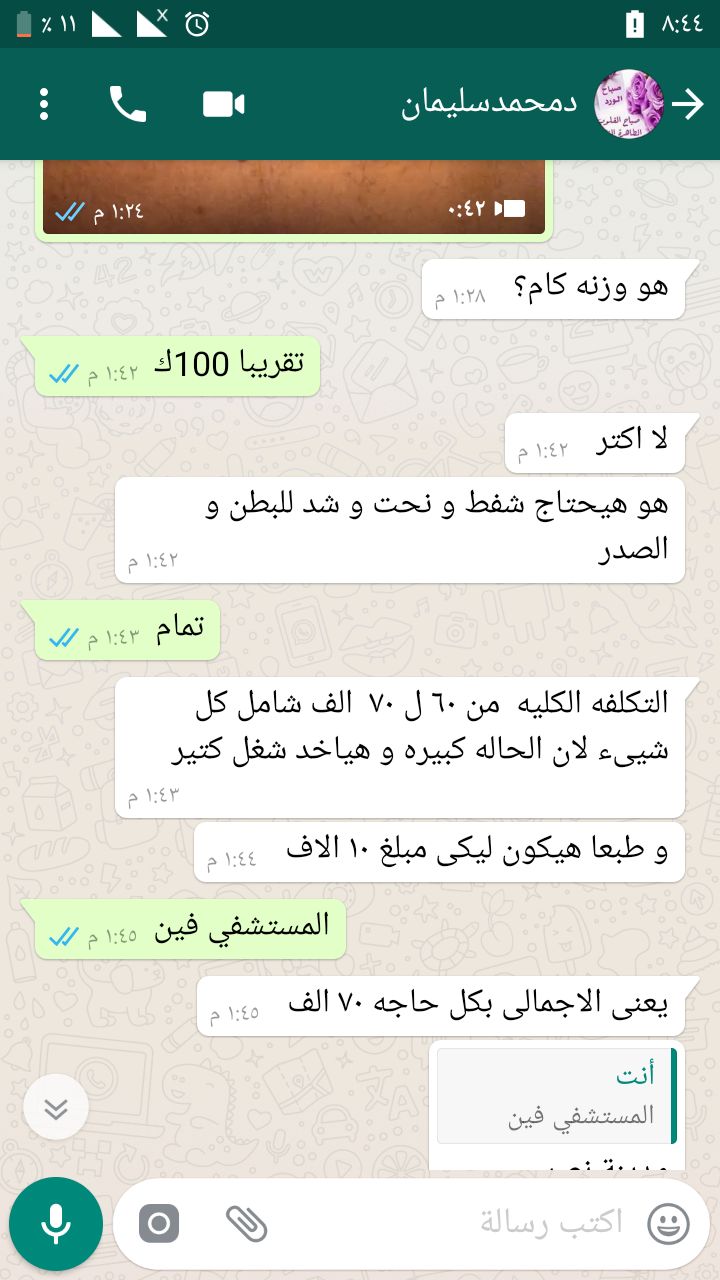 ٪ ١١
٨:٤٤
دمحمدسليمان
صباح
الورد
٠:٤٢
١:٢٤ م
هو وزنه كام؟
١:٢٨ م
تقريبا 100ك
١:٤٢ م
لا اكتر
١:٤٢ م
هو هيحتاج شفط و نحت و شد للبطن و
الصدر
١:٤٢ م
تمام
١:٤٣ م
التكلفه الكليه من ٦٠ ل ٧٠ الف شامل كل
شيىء لان الحاله كبيره و هياخد شغل كتير
١:٤٣ م
و طبعا هيكون ليكى مبلغ ١٠ الاف
١:٤٤ م
المستشفي فين
١:٤٥ م
يعنى الاجمالى بكل حاجه ٧٠ الف
١:٤٥ م
أنت
المستشفي فين
اكتب رسالة